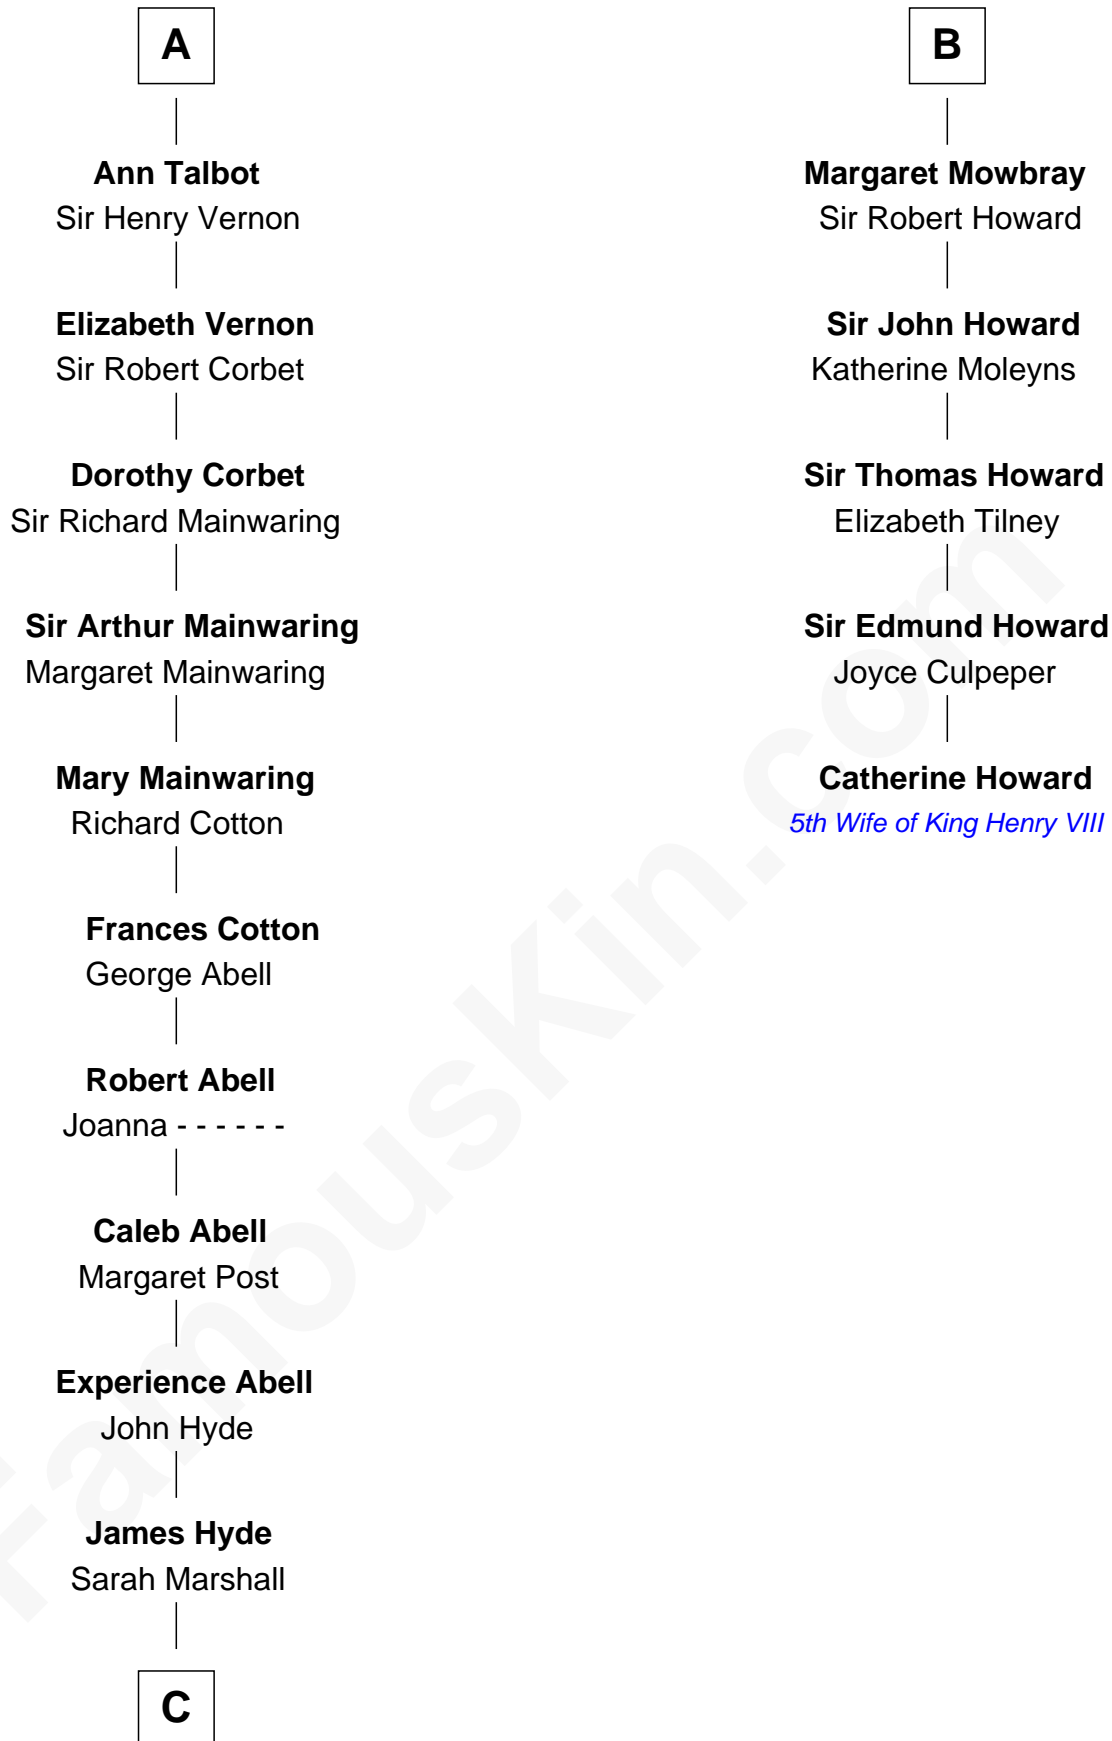 A
Ann Talbot
Sir Henry Vernon
Elizabeth Vernon
Sir Robert Corbet
Dorothy Corbet
Sir Richard Mainwaring
Sir Arthur Mainwaring
Margaret Mainwaring
Mary Mainwaring
Richard Cotton
Frances Cotton
George Abell
Robert Abell
Joanna - - - - - -
Caleb Abell
Margaret Post
Experience Abell
John Hyde
James Hyde
Sarah Marshall
C
B
Margaret Mowbray
Sir Robert Howard
Sir John Howard
Katherine Moleyns
Sir Thomas Howard
Elizabeth Tilney
Sir Edmund Howard
Joyce Culpeper
Catherine Howard
5th Wife of King Henry VIII
FamousKin.com